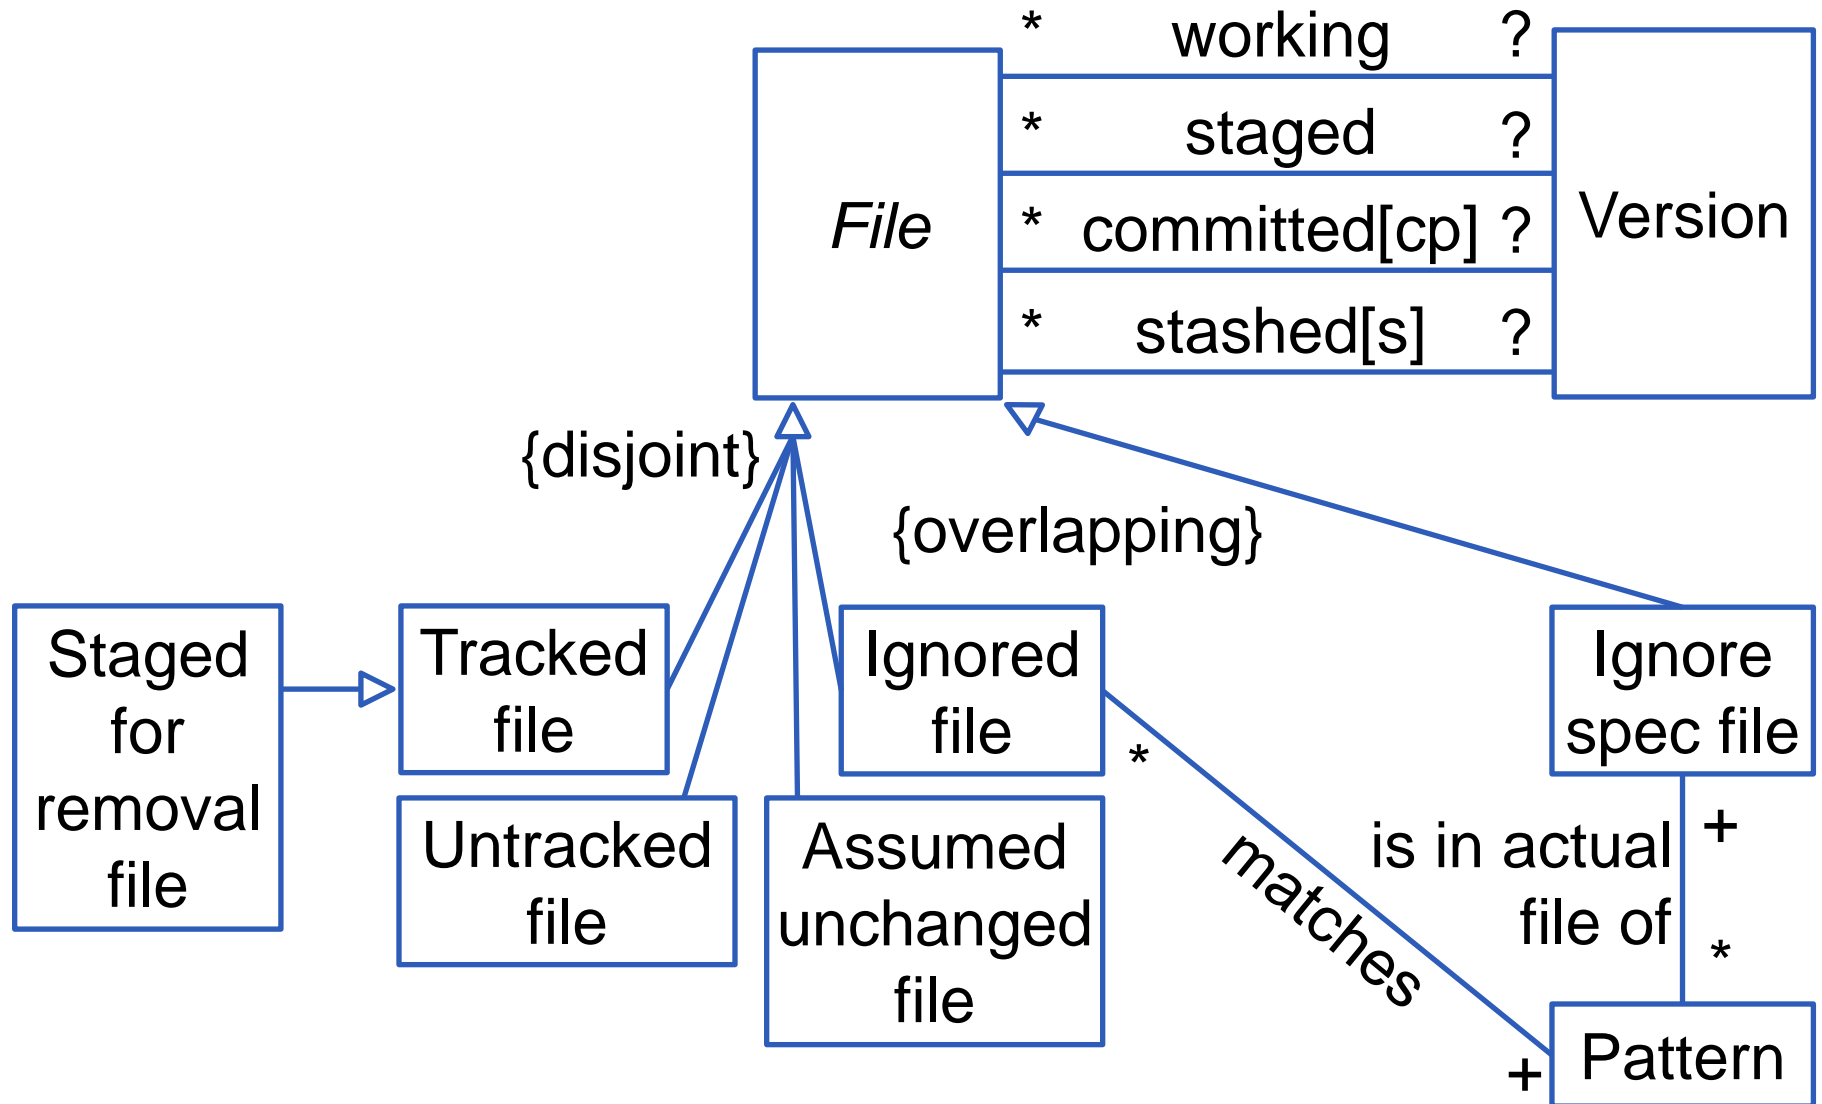 * working ?
* staged ?
* committed[cp] ?
* stashed[s] ?
File
Version
{disjoint}
{overlapping}
Staged
for
removal
file
Tracked
file
Ignored
file
Ignore
spec file
Untracked
file
Assumed
unchanged
file
*
matches
+
is in actual
file of
+
*
Pattern